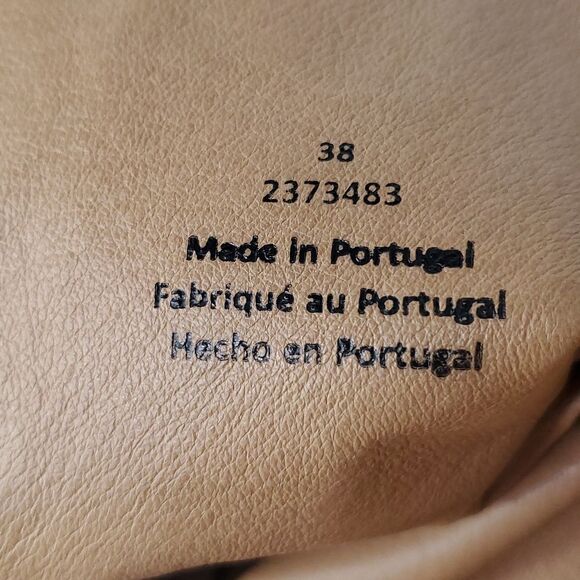 38
2373483
Made in Portugal
Fabriqué au Portugal
Hecho en Portugal